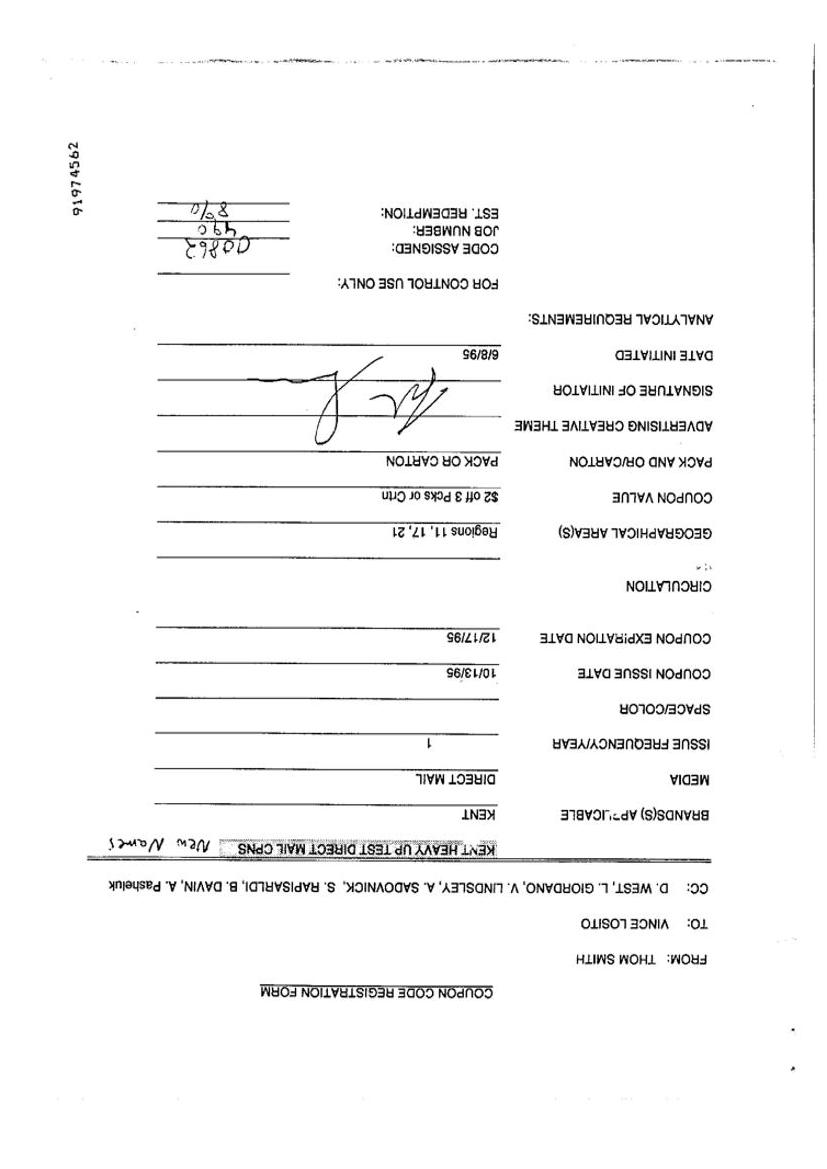 COUPON CODE REGISTRATION FORM
FROM: THOM SMITH
TO: VINCE LOSITO
CC: D. WEST, L. GIORDANO, V. LINDSLEY, A. SADOVNICK, S. RAPISARLDI, B. DAVIN, A. Pasheluk
KENT HEAVY UP TEST DIRECT MAIL CPNS New Names
BRANDS(S) APPLICABLE KENT
MEDIA DIRECT MAIL
ISSUE FREQUENCY/YEAR 1
SPACE/COLOR
COUPON ISSUE DATE 10/13/95
COUPON EXPIRATION DATE 12/17/95
CIRCULATION
GEOGRAPHICAL AREA(S) Regions 11, 17, 21
COUPON VALUE $2 off 3 Pcks or Crtn
PACK AND OR/CARTON PACK OR CARTON
ADVERTISING CREATIVE THEME
SIGNATURE OF INITIATOR
DATE INITIATED 6/8/95
ANALYTICAL REQUIREMENTS:
FOR CONTROL USE ONLY:
CODE ASSIGNED: 00862
JOB NUMBER: 490
EST. REDEMPTION: 8%
91974562